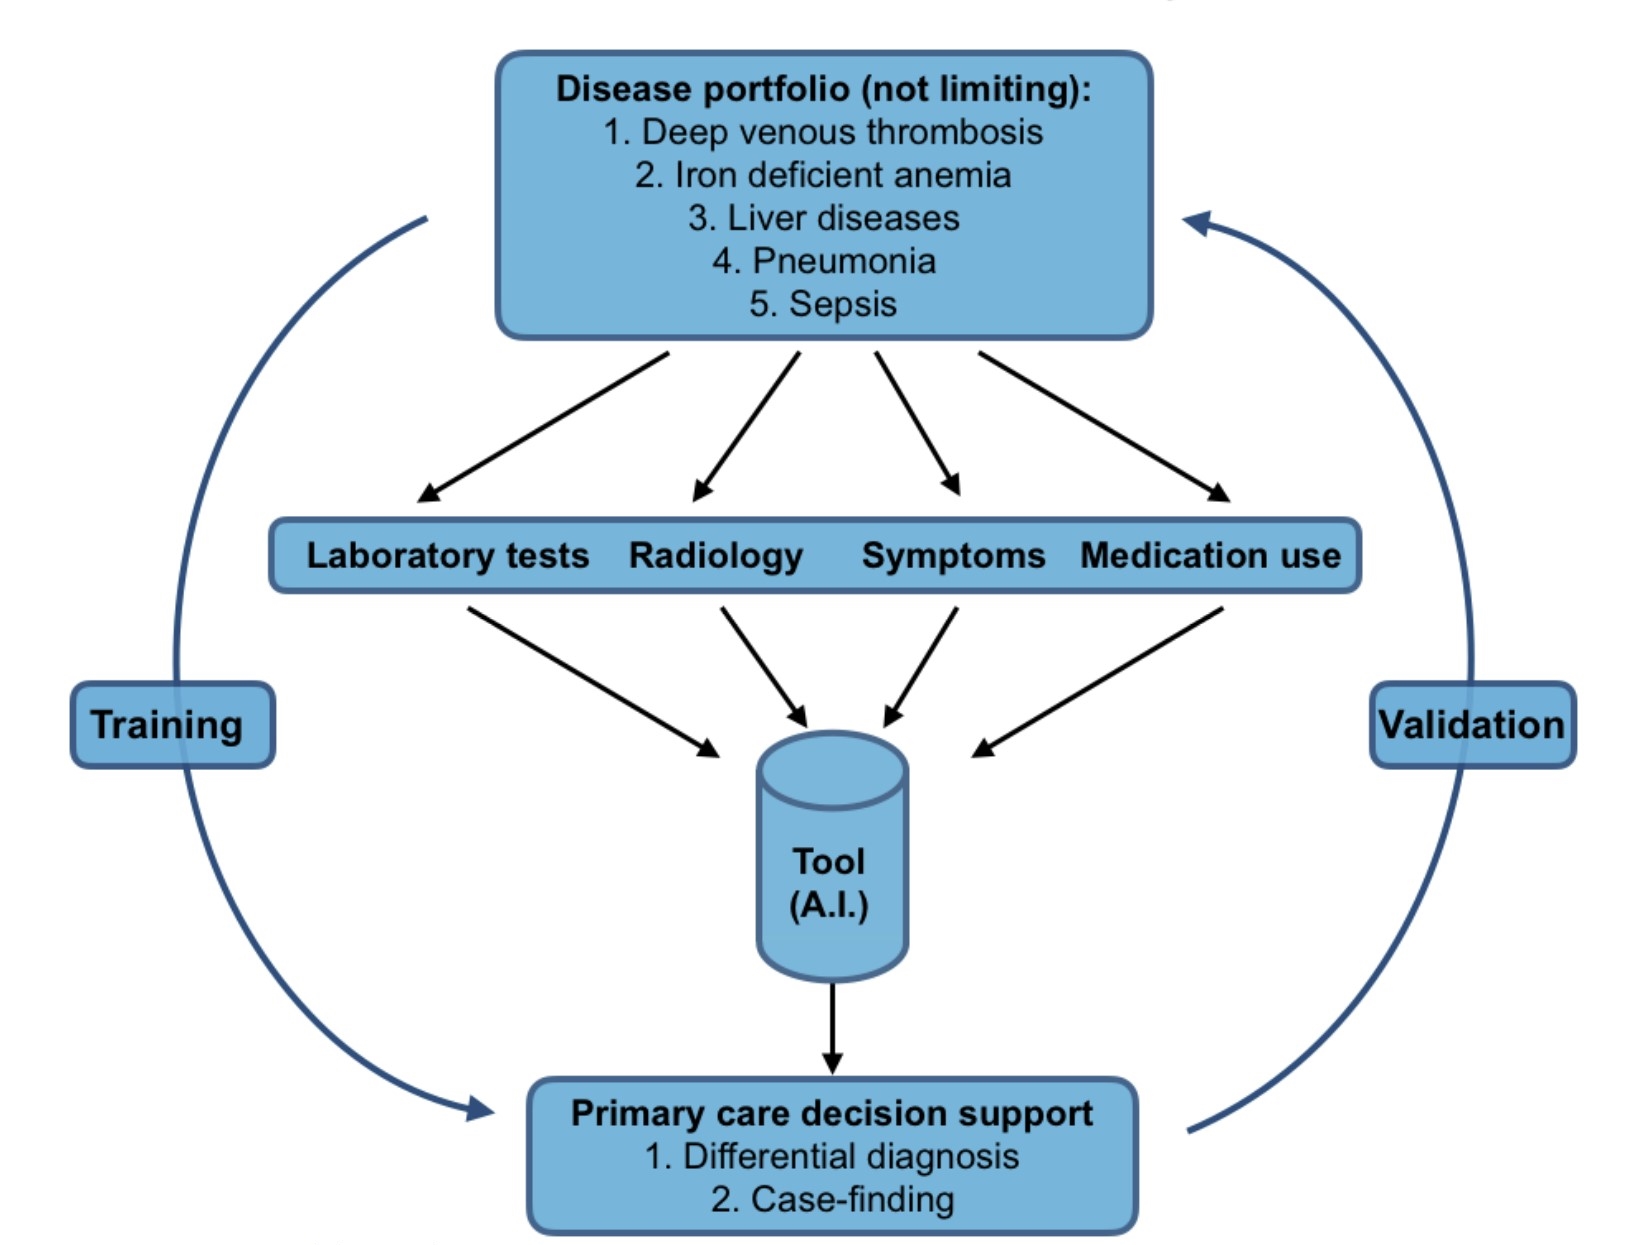 Disease portfolio (not limiting):
1. Deep venous thrombosis
2. Iron deficient anemia
3. Liver diseases
4. Pneumonia
5. Sepsis
Laboratory tests Radiology Symptoms Medication use
Training
Validation
Tool
(A.I.)
Primary care decision support
1. Differential diagnosis
2. Case-finding